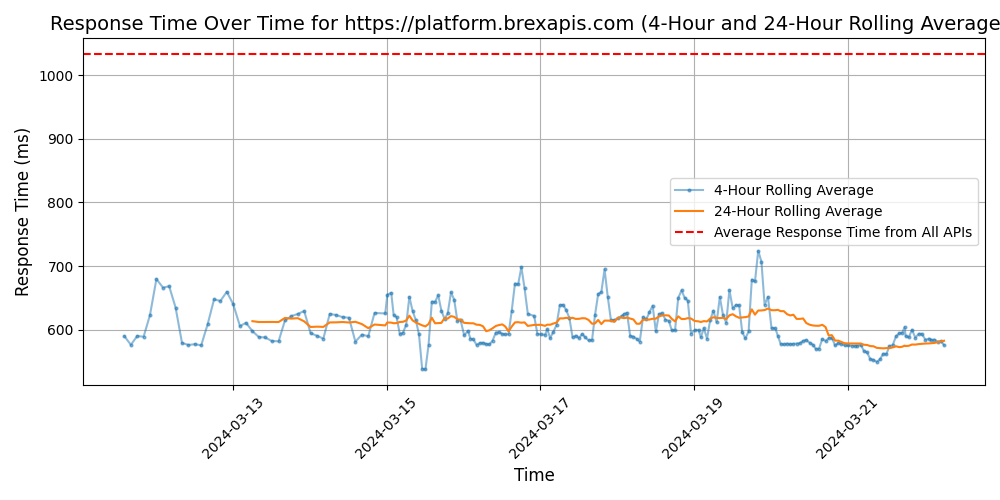 Response Time Over Time for https://platform.brexapis.com (4-Hour and 24-Hour Rolling Average
1000
900
800
700
600
Response Time (ms)
4-Hour Rolling Average
24-Hour Rolling Average
Average Response Time from All APIs
2024-03-13
2024-03-15
2024-03-17
2024-03-19
2024-03-21
Time